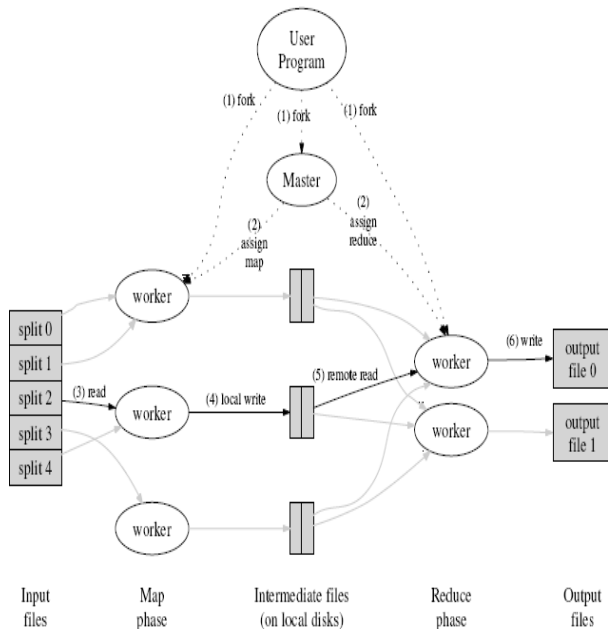 User
Program
(1) fork
(1) fork
(1) fork
Master
(2)
assign
map
(2)
assign
reduce
worker
split 0
split 1
split 2
split 3
split 4
(3) read
worker
(4) local write
(5) remote read
worker
(6) write
output
file 0
worker
output
file 1
worker
Input
files
Map
phase
Intermediate files
(on local disks)
Reduce
phase
Output
files